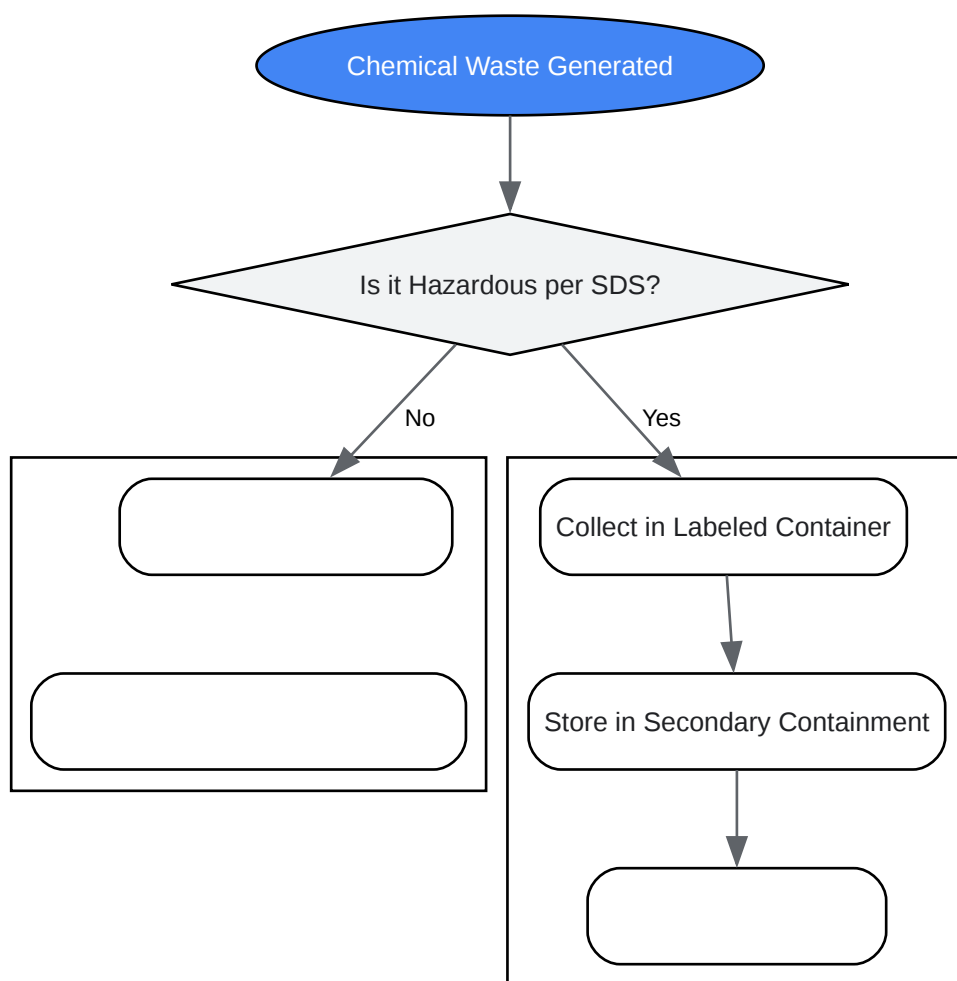 Chemical Waste Generated
Is it Hazardous per SDS?
No
Yes
Collect in Labeled Container
Store in Secondary Containment